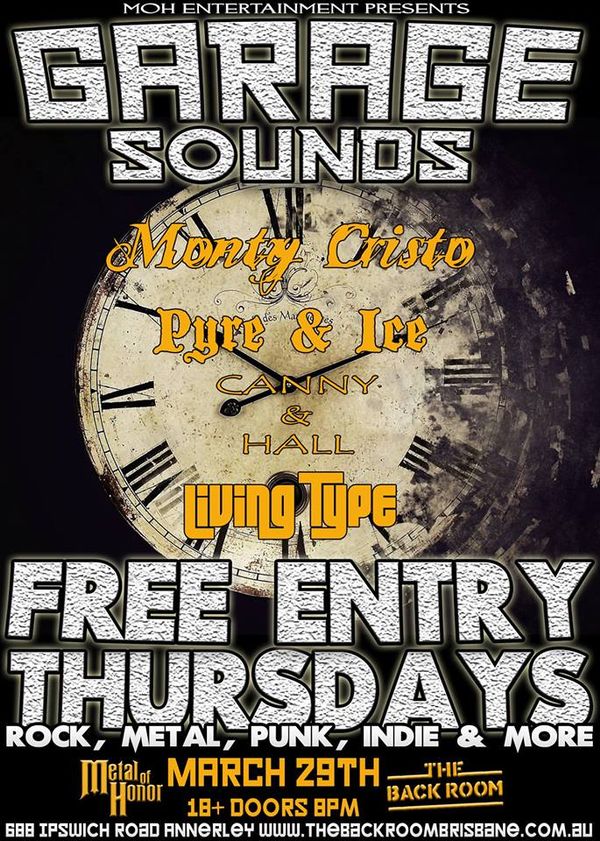 MOH ENTERTAINMENT PRESENTS
GARAGE
SOUNDS
Monty Cristo
des Ma
Pyre & Ice
CANNY
&
HALL
Living Type
FREE ENTRY
THURSDAYS
ROCK, METAL, PUNK, INDIE & MORE
Metal of
Honor
MARCH 29TH
18+ DOORS 8PM
THE
BACK ROOM
688 IPSWICH ROAD ANNERLEY WWW.THEBACKROOMBRISBANE.COM.AU